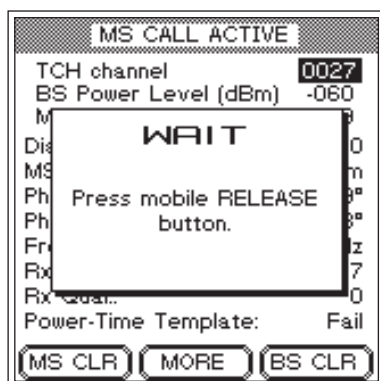 MS CALL ACTIVE
TCH channel 0027
BS Power Level (dBm) -060
WAIT
Press mobile RELEASE
button.
Power-Time Template: Fail
MS CLR MORE BS CLR